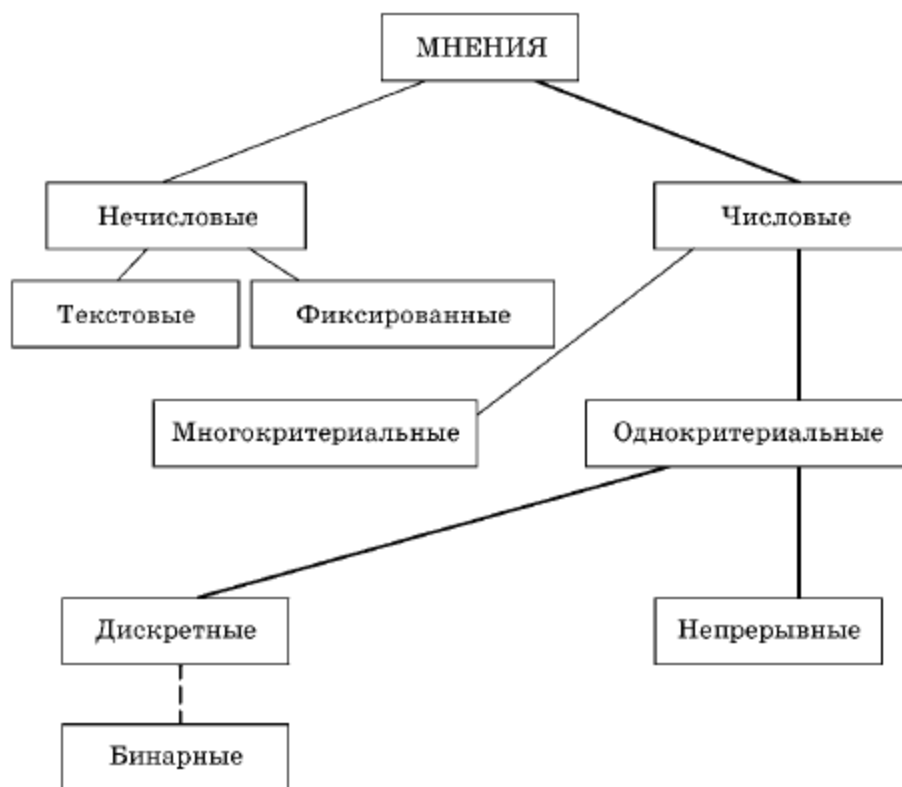 МНЕНИЯ
Нечисловые
Числовые
Текстовые
Фиксированные
Многокритериальные
Однокритериальные
Дискретные
Непрерывные
Бинарные